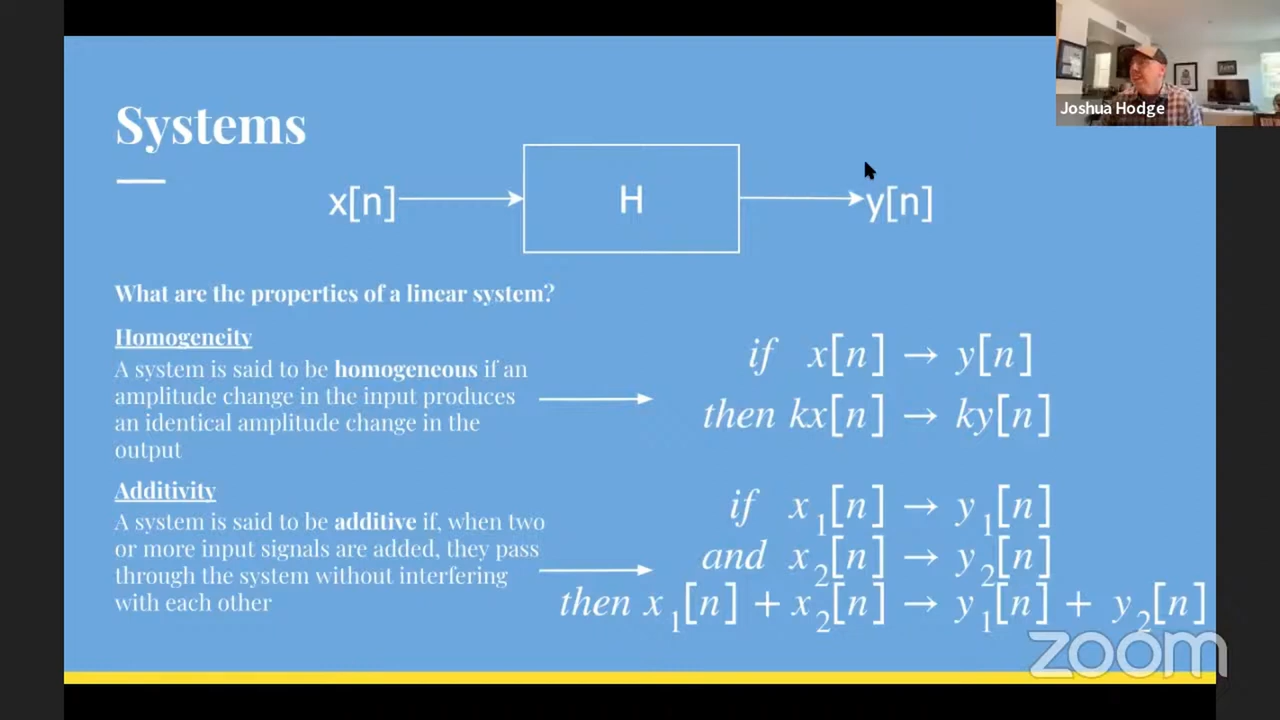 Joshua Hodge
Systems
x[n]
H
y[n]
What are the properties of a linear system?
Homogeneity
A system is said to be homogeneous if an
amplitude change in the input produces
an identical amplitude change in the
output
if x[n] → y[n]
then kx[n] → ky[n]
Additivity
A system is said to be additive if, when two
or more input signals are added, they pass
through the system without interfering
with each other
if x₁[n] → y₁[n]
and x₂[n] → y₂[n]
then x₁[n] + x₂[n] → y₁[n] + y₂[n]
zoom